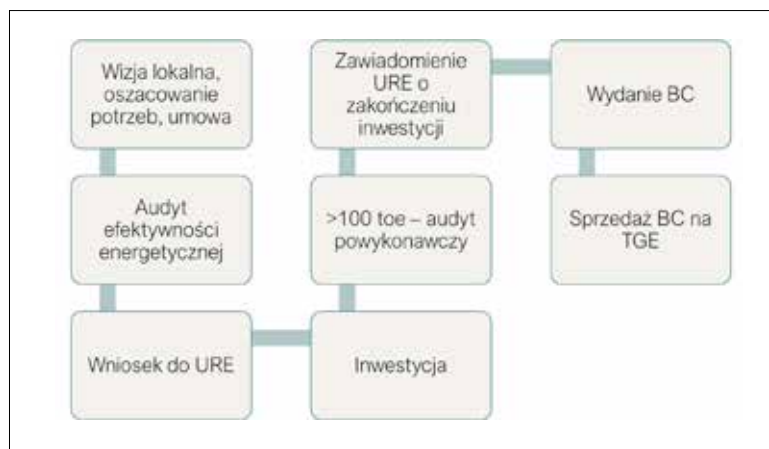 Wizja lokalna,
oszacowanie
potrzeb, umowa
Audyt
efektywności
energetycznej
Wniosek do URE
Inwestycja
>100 toe – audyt
powykonawczy
Zawiadomienie
URE o
zakończeniu
inwestycji
Wydanie BC
Sprzedaż BC na
TGE